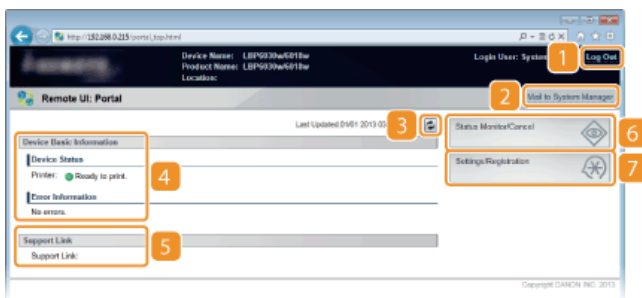 http://192.168.0.215/portal_top.html
Device Name: LBP6030w/6018w
Product Name: LBP6030w/6018w
Location:
Login User: System
1
Log Out
Remote UI: Portal
2
Mail to System Manager
Last Updated:01/01 2013 03
3
Device Basic Information
Device Status
Printer: Ready to print.
4
Error Information
No errors.
Support Link
5
Support Link:
Status Monitor/Cancel
6
Settings/Registration
7
Copyright CANON INC. 2013